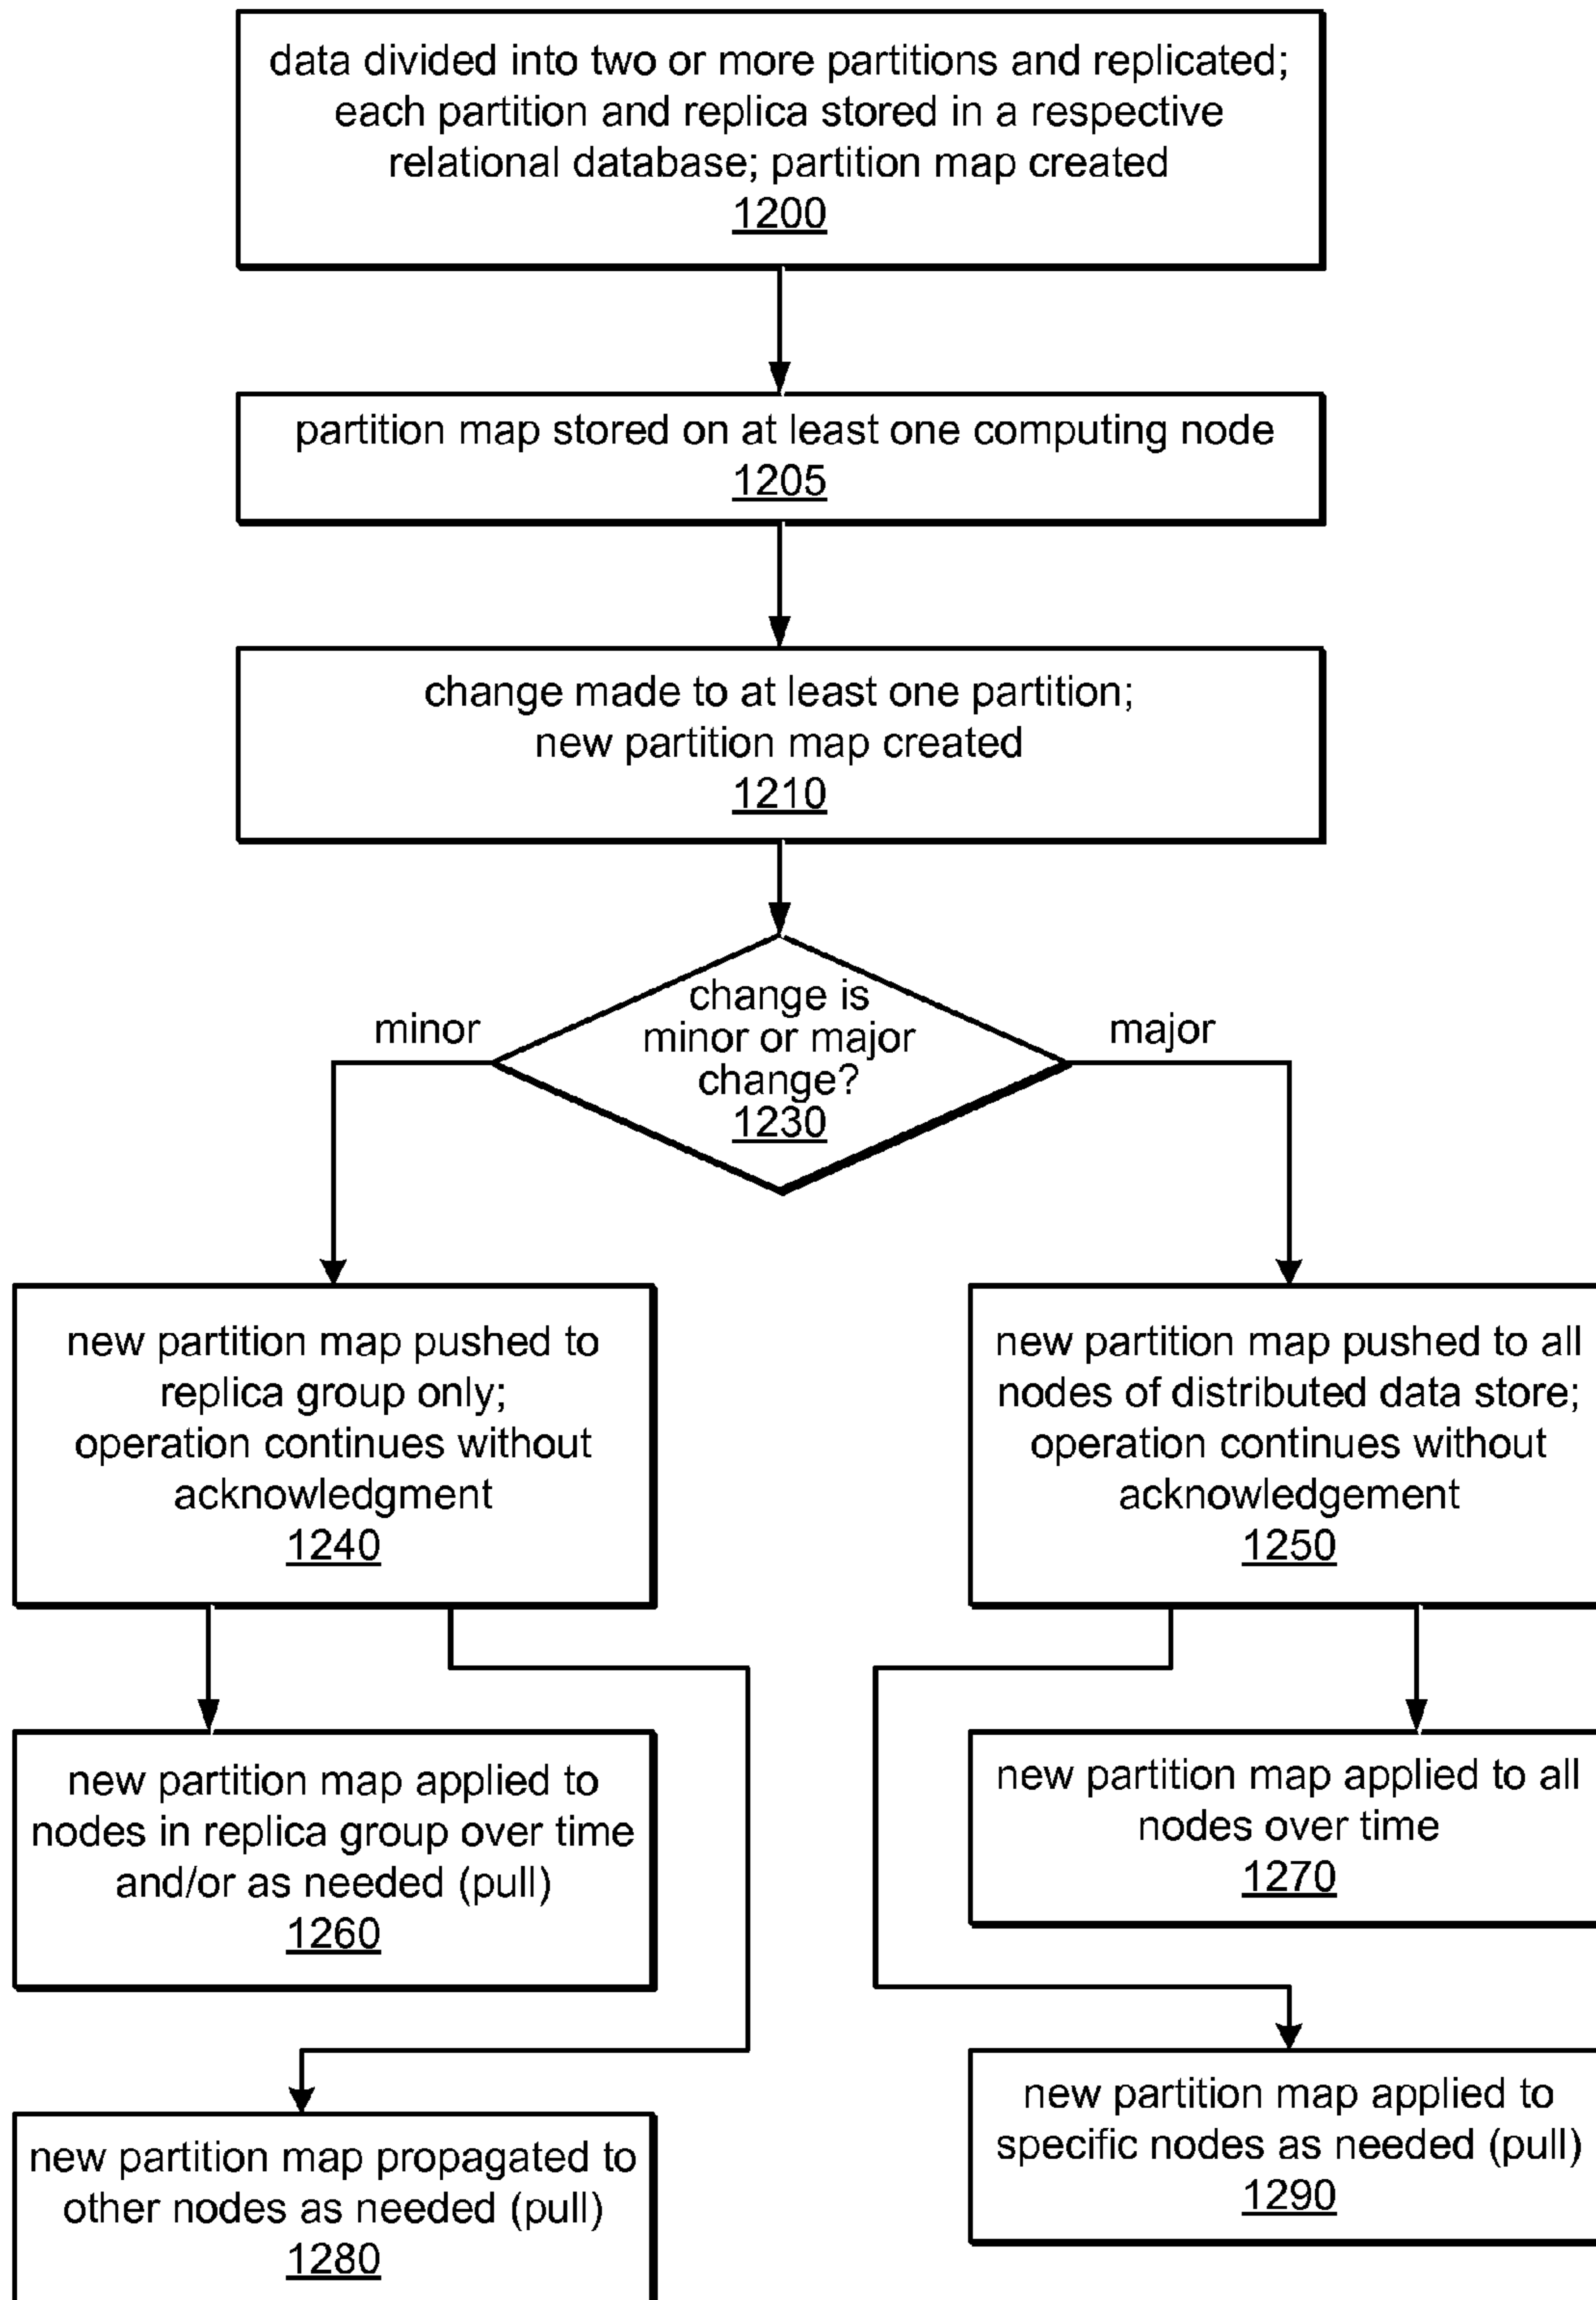 data divided into two or more partitions and replicated;
each partition and replica stored in a respective
relational database; partition map created
1200
partition map stored on at least one computing node
1205
change made to at least one partition;
new partition map created
1210
change is
minor or major
change?
1230
minor
major
new partition map pushed to
replica group only;
operation continues without
acknowledgment
1240
new partition map pushed to all
nodes of distributed data store;
operation continues without
acknowledgement
1250
new partition map applied to
nodes in replica group over time
and/or as needed (pull)
1260
new partition map applied to all
nodes over time
1270
new partition map propagated to
other nodes as needed (pull)
1280
new partition map applied to
specific nodes as needed (pull)
1290